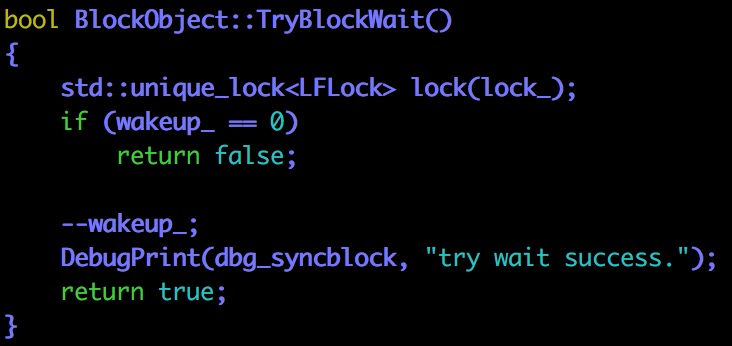 bool BlockObject::TryBlockWait()
{
    std::unique_lock<LFLock> lock(lock_);
    if (wakeup_ == 0)
        return false;

    --wakeup_;
    DebugPrint(dbg_syncblock, "try wait success.");
    return true;
}